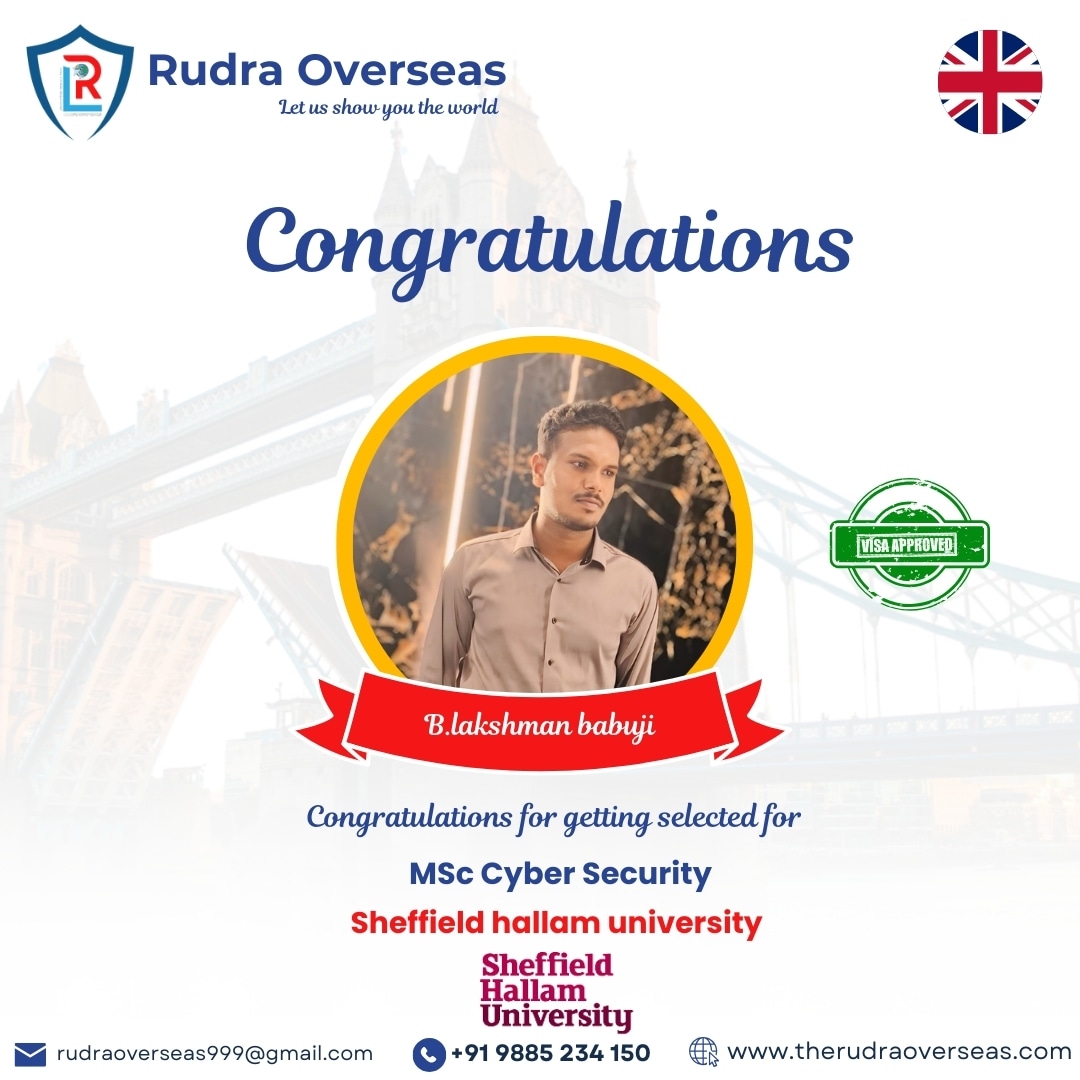 LR
Rudra Overseas
Let us show you the world
Congratulations
VISA APPROVED
B.lakshman babuji
Congratulations for getting selected for
MSc Cyber Security
Sheffield hallam university
Sheffield
Hallam
University
rudraoverseas999@gmail.com
+91 9885 234 150
www.therudraoverseas.com